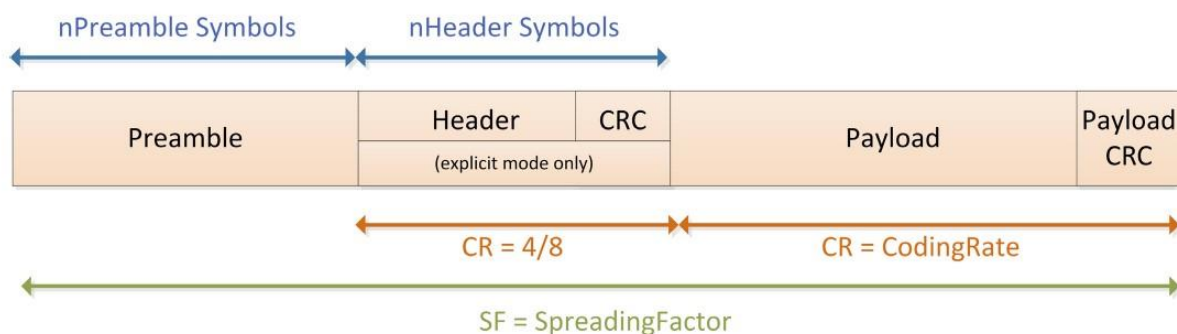 nPreamble Symbols
nHeader Symbols
Preamble
Header
CRC
(explicit mode only)
Payload
Payload
CRC
CR = 4/8
CR = CodingRate
SF = SpreadingFactor